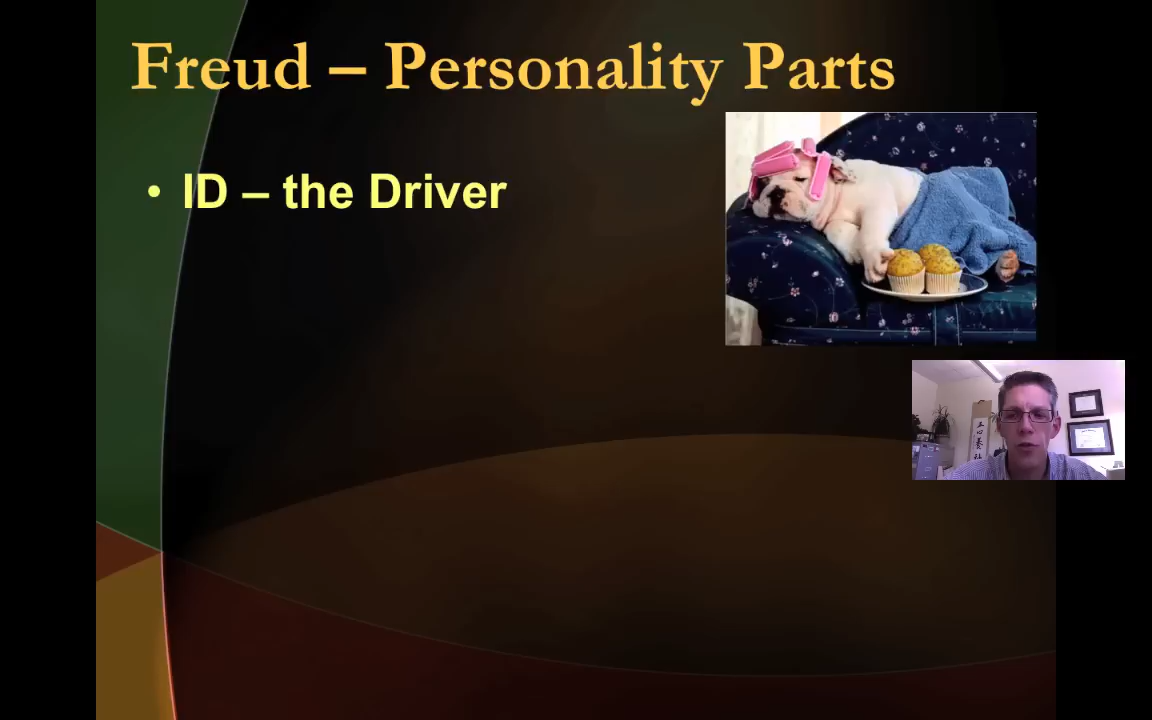 Freud – Personality Parts
• ID – the Driver